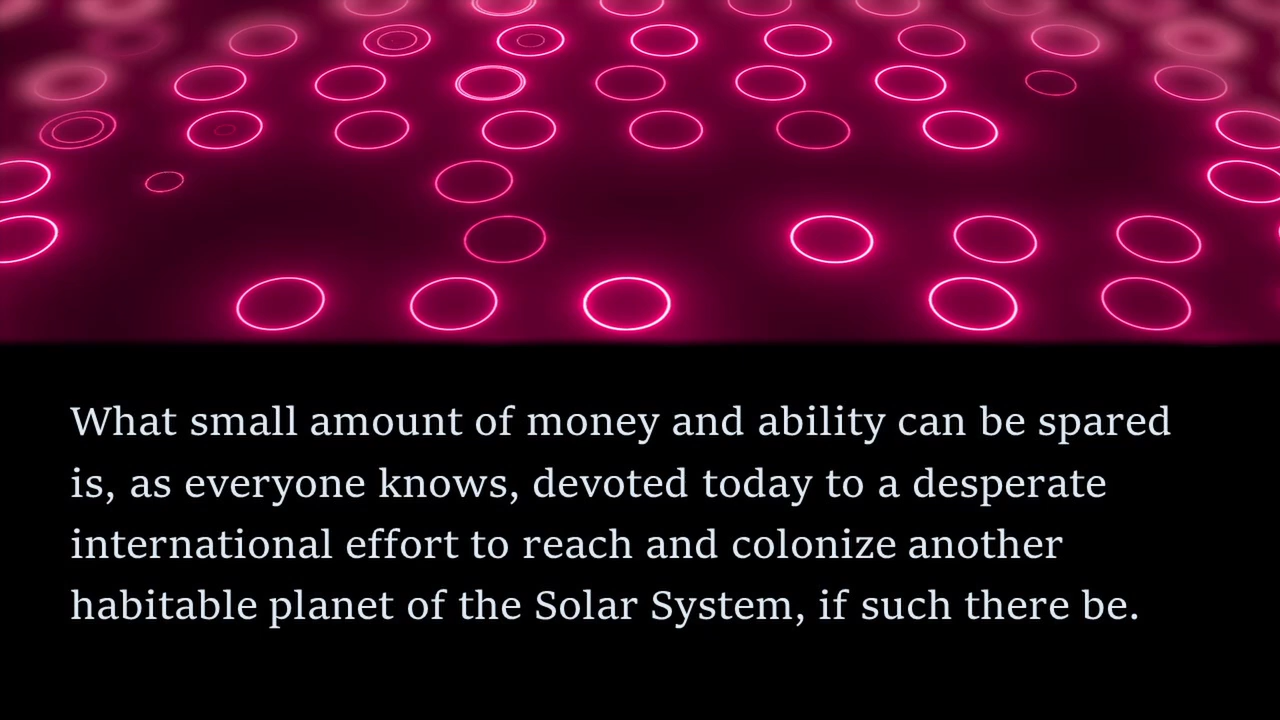 What small amount of money and ability can be spared
is, as everyone knows, devoted today to a desperate
international effort to reach and colonize another
habitable planet of the Solar System, if such there be.